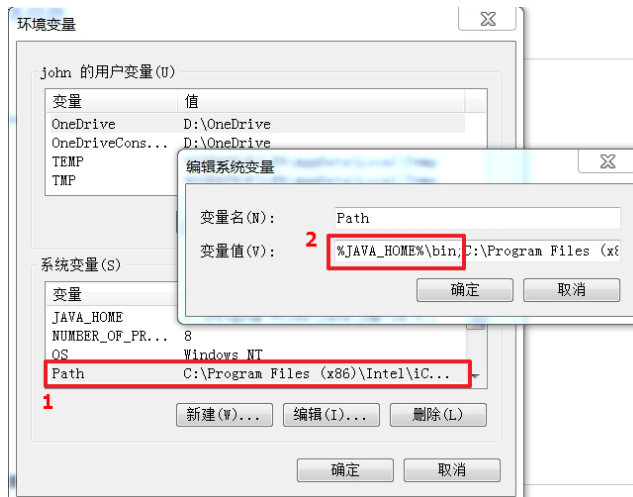 环境变量
john 的用户变量(U)
变量 值
OneDrive D:\OneDrive
OneDriveCons... D:\OneDrive
TEMP
TMP
编辑系统变量
变量名(N): Path
变量值(V): %JAVA_HOME%\bin;C:\Program Files (x8
2
确定 取消
系统变量(S)
变量
JAVA_HOME
NUMBER_OF_PR... 8
OS Windows NT
Path C:\Program Files (x86)\Intel\iC...
1
新建(W)... 编辑(I)... 删除(L)
确定 取消